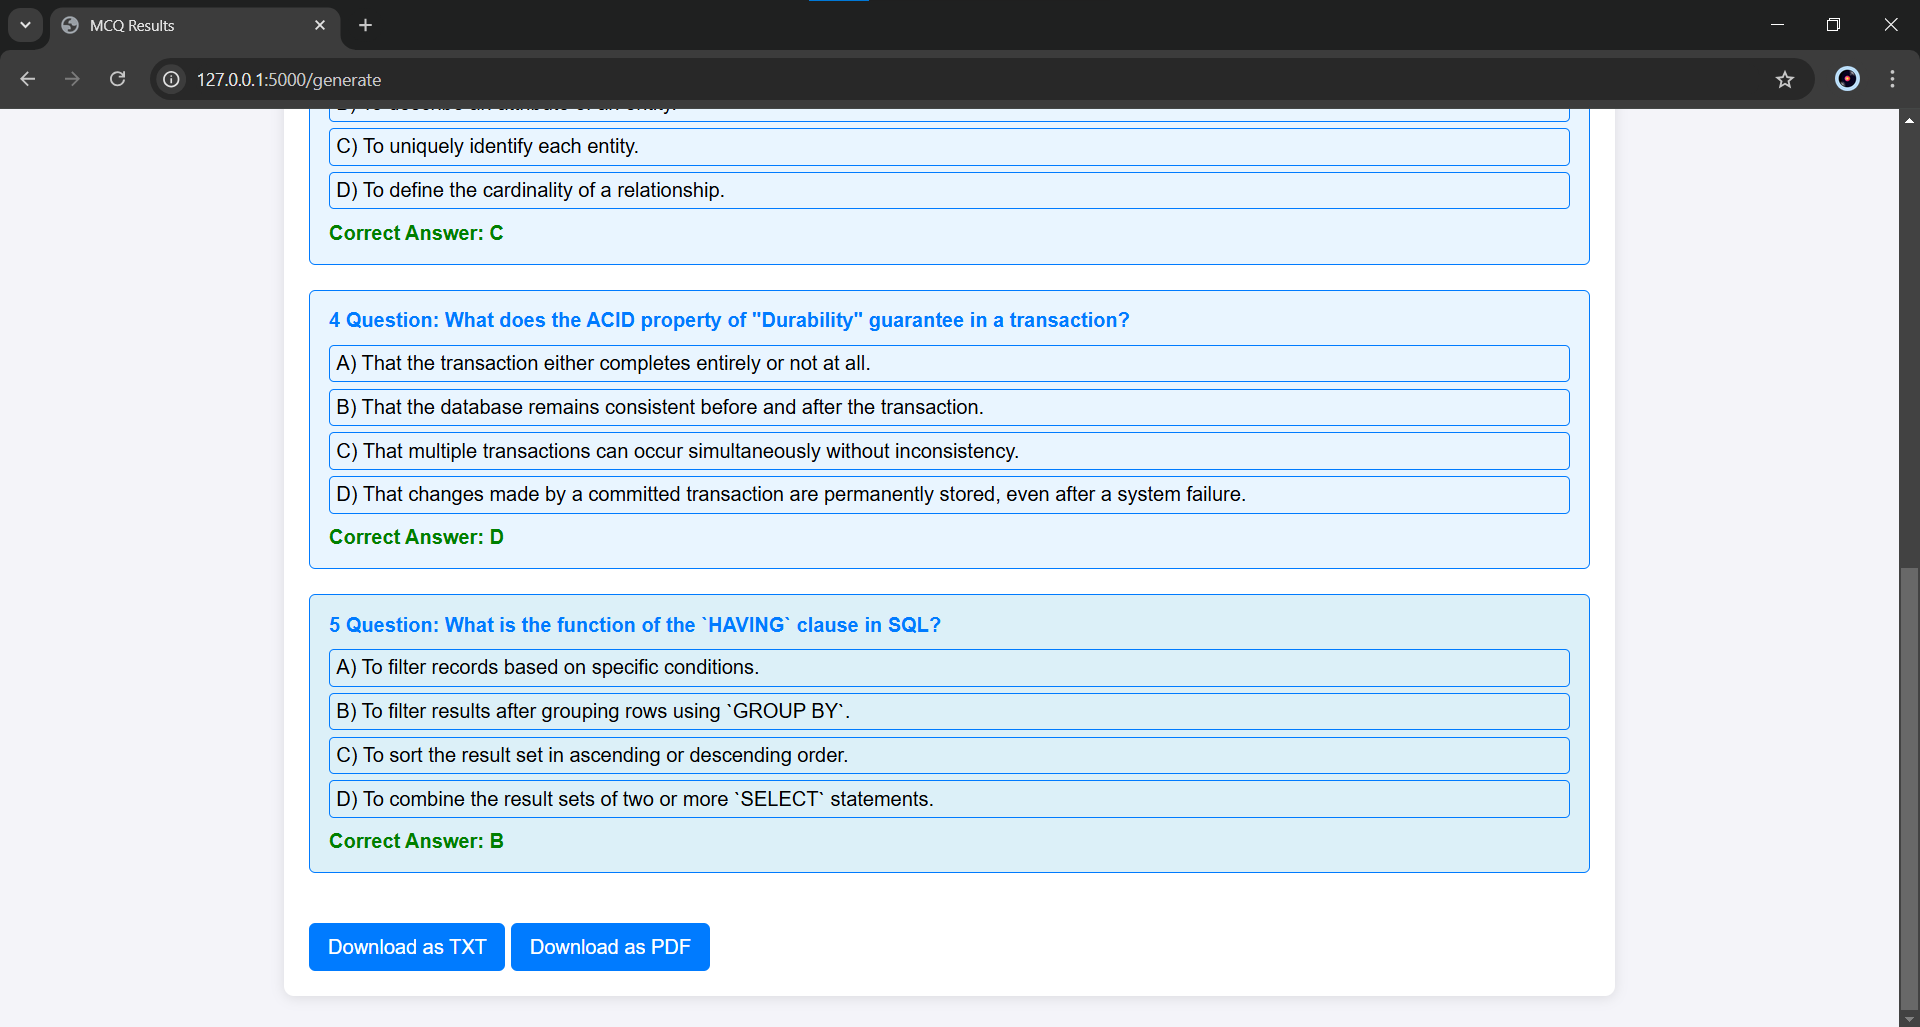 MCQ Results
127.0.0.1:5000/generate
C) To uniquely identify each entity.
D) To define the cardinality of a relationship.
Correct Answer: C
4 Question: What does the ACID property of "Durability" guarantee in a transaction?
A) That the transaction either completes entirely or not at all.
B) That the database remains consistent before and after the transaction.
C) That multiple transactions can occur simultaneously without inconsistency.
D) That changes made by a committed transaction are permanently stored, even after a system failure.
Correct Answer: D
5 Question: What is the function of the `HAVING` clause in SQL?
A) To filter records based on specific conditions.
B) To filter results after grouping rows using `GROUP BY`.
C) To sort the result set in ascending or descending order.
D) To combine the result sets of two or more `SELECT` statements.
Correct Answer: B
Download as TXT Download as PDF